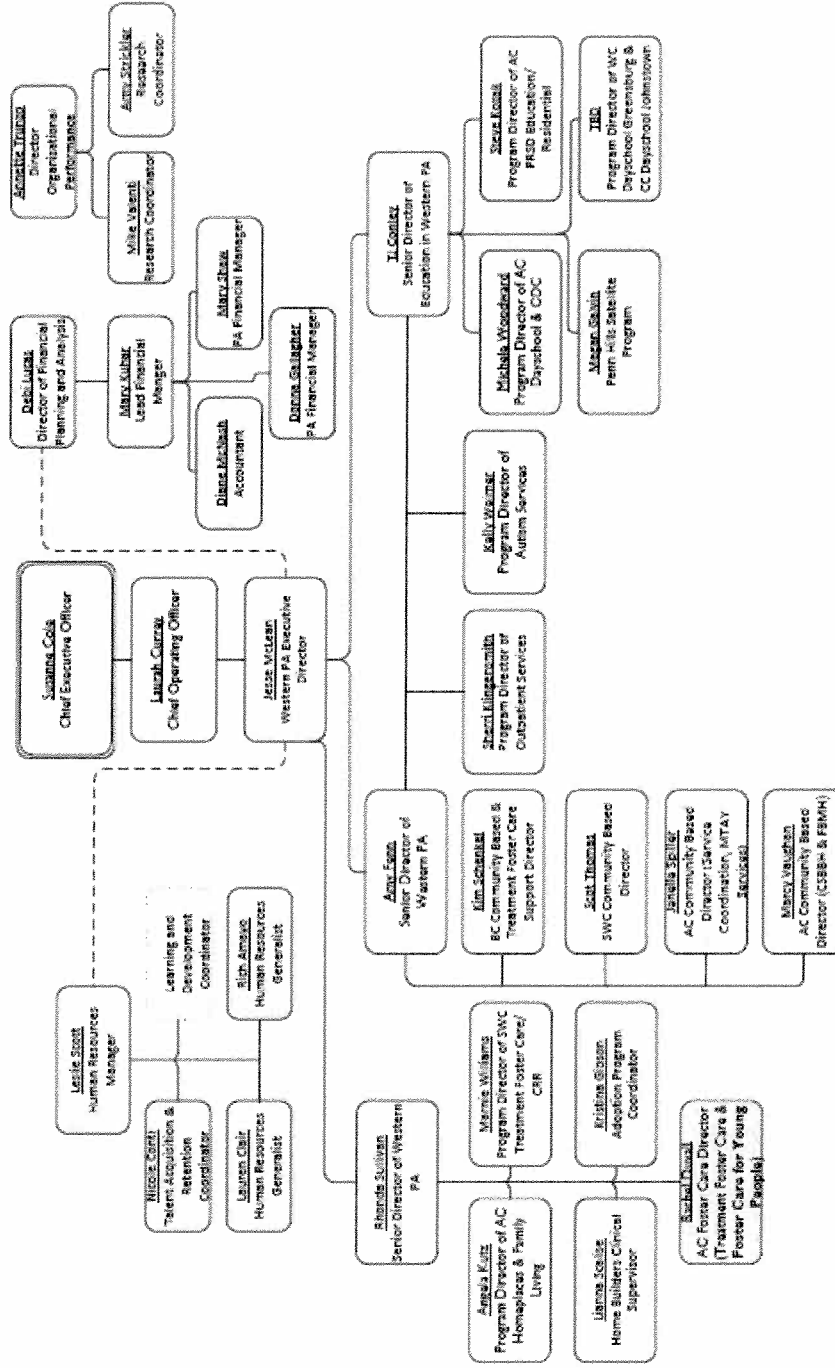 Susanne Cole
Chief Executive Officer
Laurah Currey
Chief Operating Officer
Jesse McLean
Western PA Executive
Director
Leslie Scott
Human Resources
Manager
Nicole Conti
Talent Acquisition &
Retention
Coordinator
Learning and
Development
Coordinator
Lauren Clair
Human Resources
Generalist
Rich Amayo
Human Resources
Generalist
Debi Lucas
Director of Financial
Planning and Analysis
Mary Kuhar
Lead Financial
Manger
Diane McNash
Accountant
Mary Shaw
PA Financial Manager
Donna Gallagher
PA Financial Manager
Annette Trunzo
Director
Organizational
Performance
Mike Valenti
Research Coordinator
Amy Strickler
Research
Coordinator
Rhonda Sullivan
Senior Director of Western
PA
Angela Kutz
Program Director of AC
Homeplaces & Family
Living
Marnie Williams
Program Director of SWC
Treatment Foster Care/
CRR
Lianna Scalise
Home Builders Clinical
Supervisor
Kristina
Adoption Program
Coordinator
Rachel Duvall
AC Foster Care Director
(Treatment Foster Care &
Foster Care for Young
People)
Amy Fenn
Senior Director of
Western PA
Kim Schenkel
BC Community Based &
Treatment Foster Care
Support Director
Scot Thomas
SWC Community Based
Director
Janelle Spiller
AC Community Based
Director (Service
Coordination, MTAY
Services)
Marcy Vaughan
AC Community Based
Director (CSBBH & FBMH)
Sherri Klingensmith
Program Director of
Outpatient Services
Kelly Weimer
Program Director of
Autism Services
TJ Conley
Senior Director of
Education in Western PA
Michele Woodward
Program Director of AC
Dayschool & CDC
Steve Kozak
Program Director of AC
PRSD Education/
Residential
Megan Galvin
Penn Hills Satellite
Program
TBD
Program Director of WC
Dayschool Greensburg &
CC Dayschool Johnstown